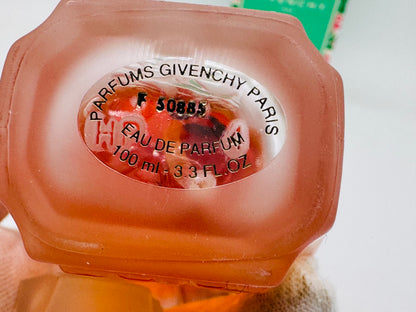 PARFUMS GIVENCHY PARIS
F 50885
EAU DE PARFUM
100 ml - 3.3 FL.OZ